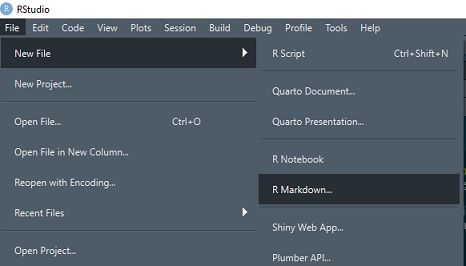 RStudio
File Edit Code View Plots Session Build Debug Profile Tools Help
New File
New Project...
Open File... Ctrl+O
Open File in New Column...
Reopen with Encoding...
Recent Files
Open Project...
R Script Ctrl+Shift+N
Quarto Document...
Quarto Presentation...
R Notebook
R Markdown...
Shiny Web App...
Plumber API...